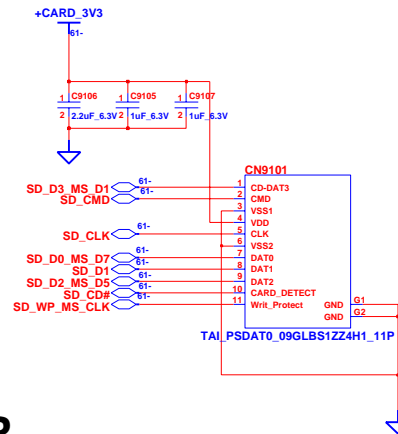 +CARD_3V3
61-
1 C9106 1 C9105 1 C9107
2 2.2uF_6.3V 2 1uF_6.3V 2 1uF_6.3V
CN9101
SD_D3_MS_D1 61- 1 CD-DAT3
SD_CMD 61- 2 CMD
3 VSS1
4 VDD
SD_CLK 61- 5 CLK
6 VSS2
SD_D0_MS_D7 61- 7 DAT0
SD_D1 61- 8 DAT1
SD_D2_MS_D5 61- 9 DAT2
SD_CD# 61- 10 CARD_DETECT
SD_WP_MS_CLK 61- 11 Writ_Protect GND G1
GND G2
TAI_PSDAT0_09GLBS1ZZ4H1_11P